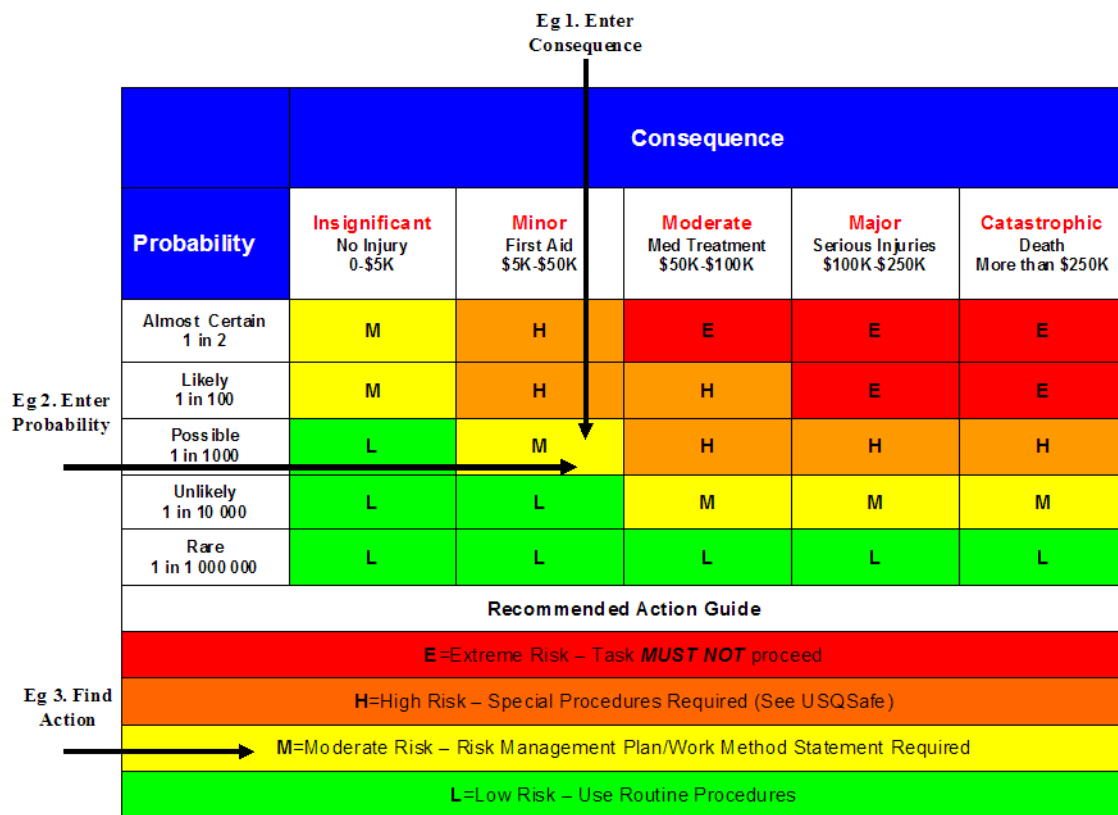 Eg 1. Enter
Consequence
Consequence
Probability
Insignificant
No Injury
0-$5K
Minor
First Aid
$5K-$50K
Moderate
Med Treatment
$50K-$100K
Major
Serious Injuries
$100K-$250K
Catastrophic
Death
More than $250K
Almost Certain
1 in 2
M
H
E
E
E
Eg 2. Enter
Probability
Likely
1 in 100
M
H
H
E
E
Possible
1 in 1000
L
M
H
H
H
Unlikely
1 in 10 000
L
L
M
M
M
Rare
1 in 1 000 000
L
L
L
L
L
Recommended Action Guide
E=Extreme Risk – Task MUST NOT proceed
Eg 3. Find
Action
H=High Risk – Special Procedures Required (See USQSafe)
M=Moderate Risk – Risk Management Plan/Work Method Statement Required
L=Low Risk – Use Routine Procedures